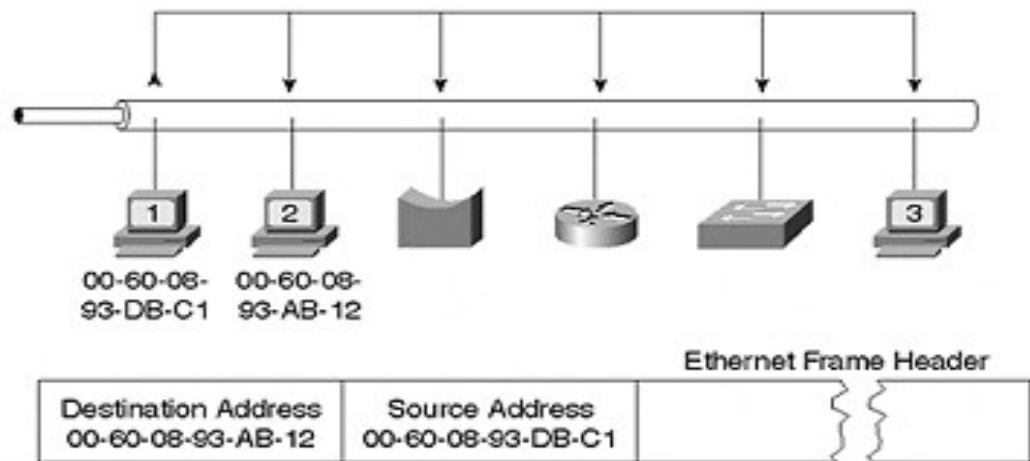 1
2
3
00-60-08-
93-DB-C1
00-60-08-
93-AB-12
Ethernet Frame Header
Destination Address
00-60-08-93-AB-12
Source Address
00-60-08-93-DB-C1